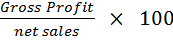 Gross Profit
net sales
× 100